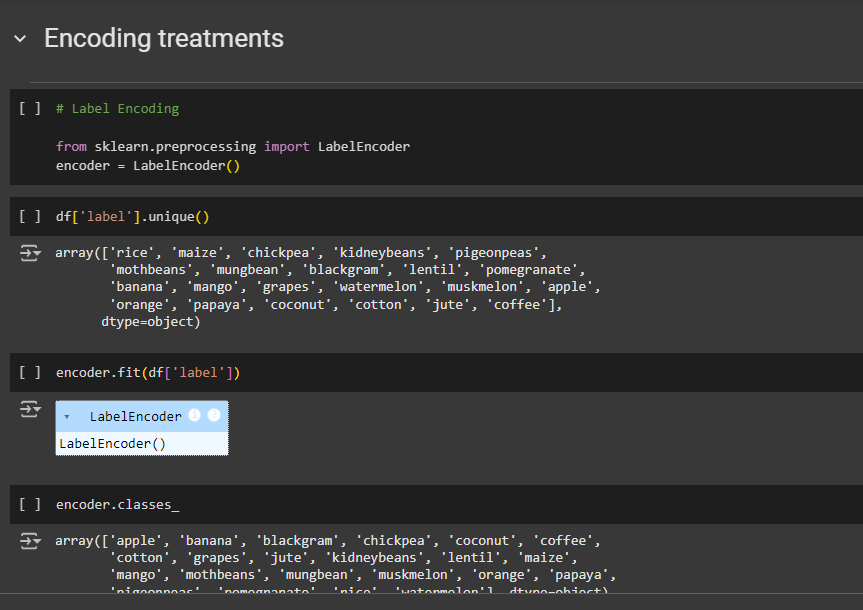 Encoding treatments
[ ] # Label Encoding
from sklearn.preprocessing import LabelEncoder
encoder = LabelEncoder()
[ ] df['label'].unique()
array(['rice', 'maize', 'chickpea', 'kidneybeans', 'pigeonpeas',
'mothbeans', 'mungbean', 'blackgram', 'lentil', 'pomegranate',
'banana', 'mango', 'grapes', 'watermelon', 'muskmelon', 'apple',
'orange', 'papaya', 'coconut', 'cotton', 'jute', 'coffee'],
dtype=object)
[ ] encoder.fit(df['label'])
LabelEncoder i ?
LabelEncoder()
[ ] encoder.classes_
array(['apple', 'banana', 'blackgram', 'chickpea', 'coconut', 'coffee',
'cotton', 'grapes', 'jute', 'kidneybeans', 'lentil', 'maize',
'mango', 'mothbeans', 'mungbean', 'muskmelon', 'orange', 'papaya',
'pigeonpeas', 'pomegranate', 'rice', 'watermelon'], dtype=object)